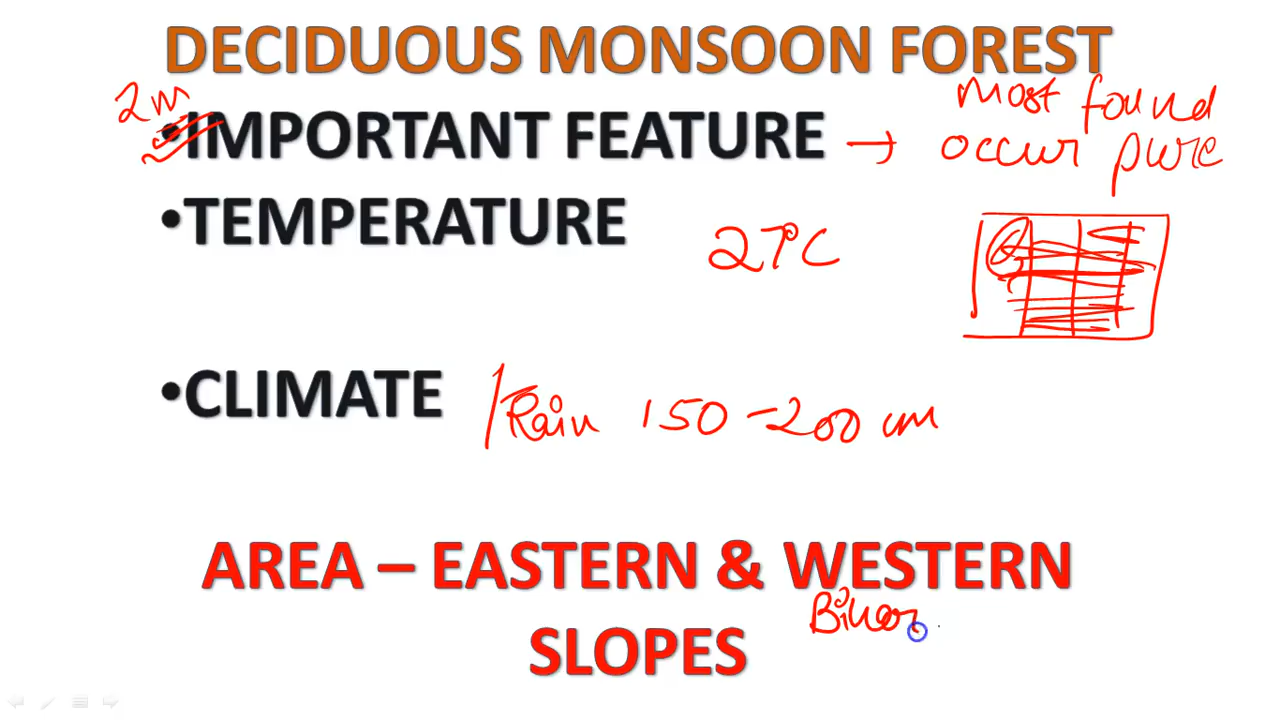 DECIDUOUS MONSOON FOREST
2m
•IMPORTANT FEATURE → most found
occur pure
•TEMPERATURE
27°C
•CLIMATE /Rain 150-200 cm
AREA – EASTERN & WESTERN
Bihar
SLOPES